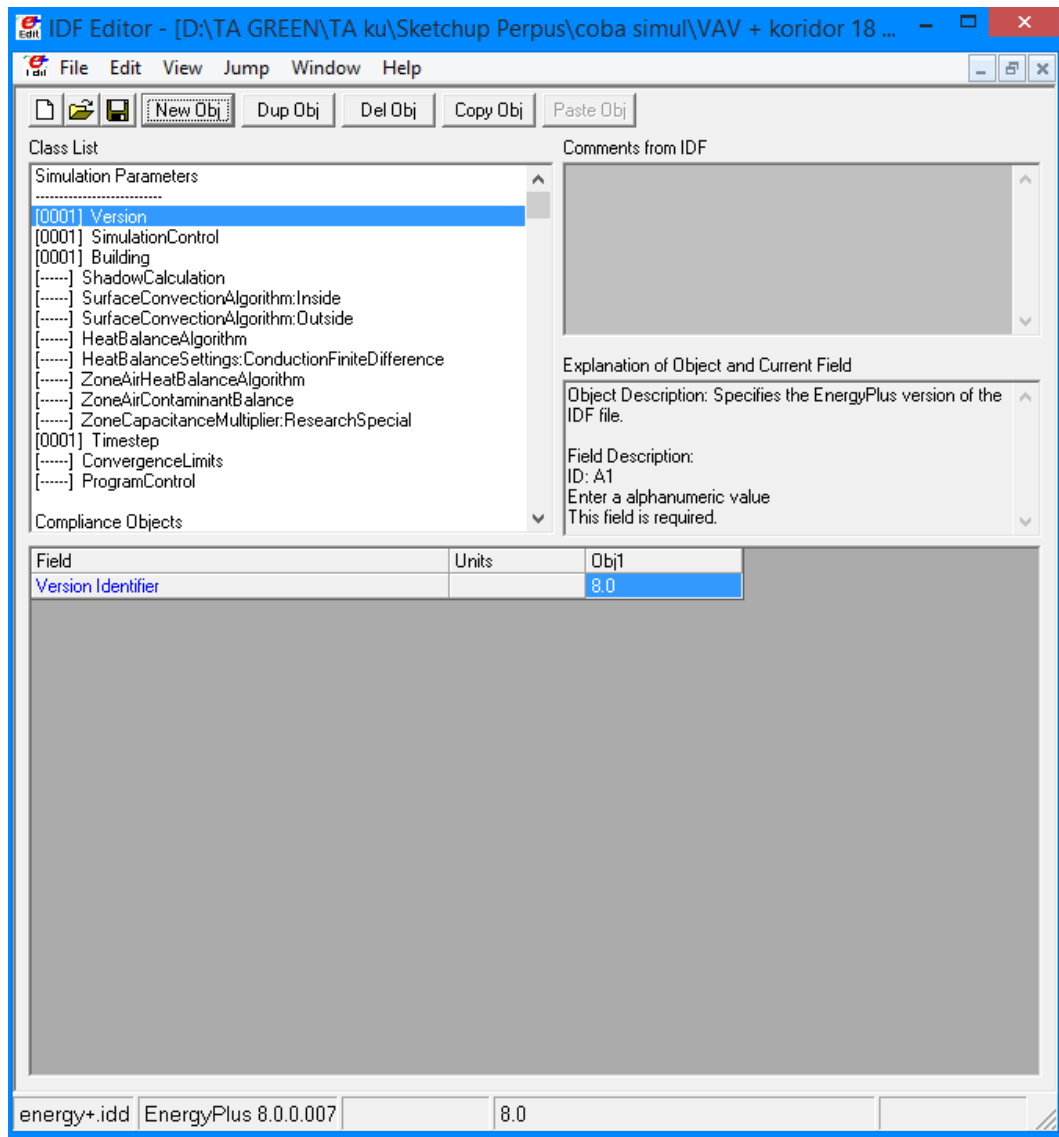 IDF Editor - [D:\TA GREEN\TA ku\Sketchup Perpus\coba simul\VAV + koridor 18 ...
File Edit View Jump Window Help
New Obj Dup Obj Del Obj Copy Obj Paste Obj
Class List
Simulation Parameters
---------------------------
[0001] Version
[0001] SimulationControl
[0001] Building
[------] ShadowCalculation
[------] SurfaceConvectionAlgorithm:Inside
[------] SurfaceConvectionAlgorithm:Outside
[------] HeatBalanceAlgorithm
[------] HeatBalanceSettings:ConductionFiniteDifference
[------] ZoneAirHeatBalanceAlgorithm
[------] ZoneAirContaminantBalance
[------] ZoneCapacitanceMultiplier:ResearchSpecial
[0001] Timestep
[------] ConvergenceLimits
[------] ProgramControl
Compliance Objects
Comments from IDF
Explanation of Object and Current Field
Object Description: Specifies the EnergyPlus version of the
IDF file.
Field Description:
ID: A1
Enter a alphanumeric value
This field is required.
Field Units Obj1
Version Identifier 8.0
energy+.idd EnergyPlus 8.0.0.007 8.0